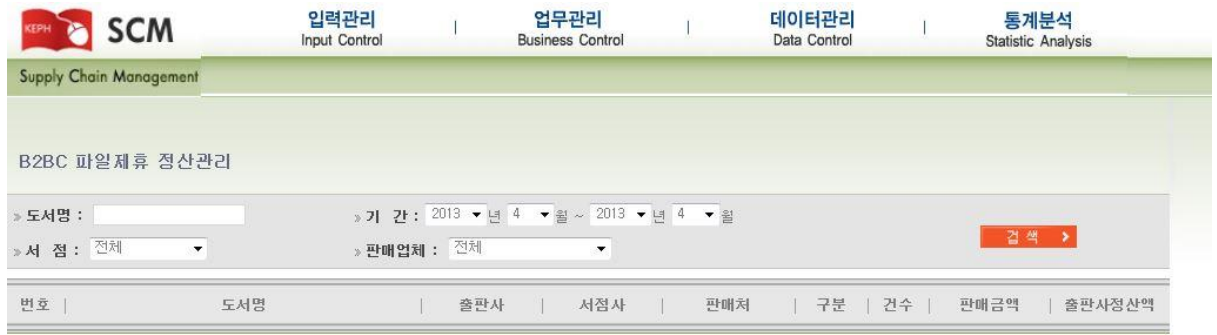 KEPH SCM
입력관리 | 업무관리 | 데이터관리 | 통계분석
Input Control Business Control Data Control Statistic Analysis
Supply Chain Management
B2BC 파일제휴 정산관리
» 도서명 : » 기 간 : 2013 년 4 월 ~ 2013 년 4 월
» 서 점 : 전체 » 판매업체 : 전체
검색
번호 | 도서명 | 출판사 | 서점사 | 판매처 | 구분 | 건수 | 판매금액 | 출판사정산액